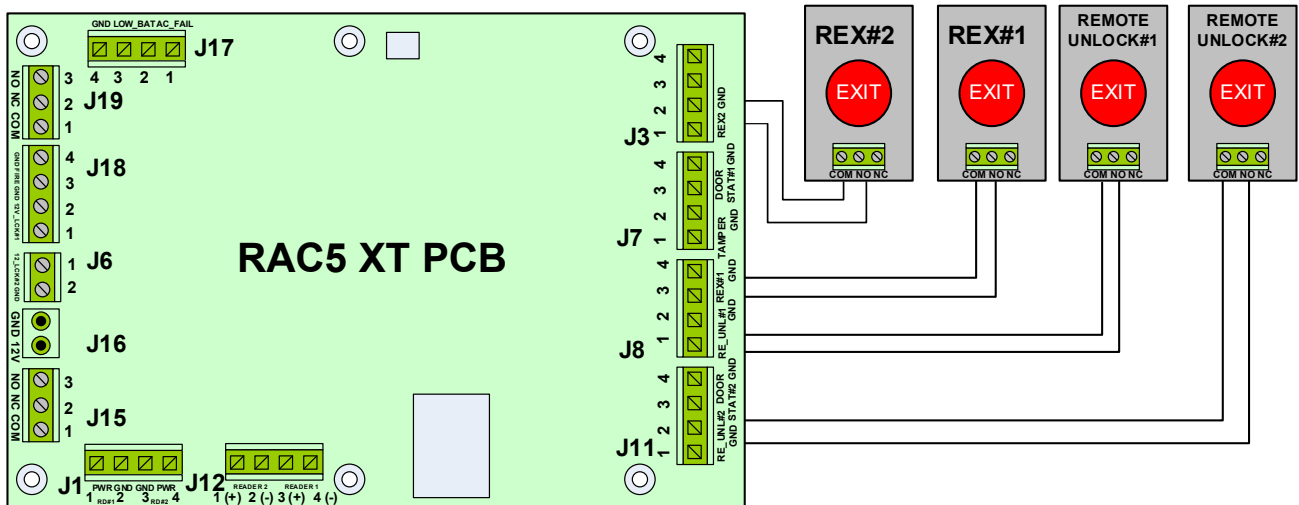 GND LOW_BAT AC_FAIL
J17
4 3 2 1
NO NC COM
3
2
1
J19
GND FIRE GND 12V_LCK#1
4
3
2
1
J18
12_LCK#2 GND
1
2
J6
GND 12V
J16
NO NC COM
3
2
1
J15
J1
PWR GND GND PWR
1 RD#1 2 3 RD#2 4
J12
READER 2 READER 1
1 (+) 2 (-) 3 (+) 4 (-)
RAC5 XT PCB
4
3
2
1
J3
REX2 GND
4
3
2
1
J7
DOOR
STAT#1 GND
TAMPER
GND
4
3
2
1
J8
REX#1
GND
RE_UNL#1
GND
4
3
2
1
J11
DOOR
STAT#2 GND
RE_UNL#2
GND
REX#2
EXIT
COM NO NC
REX#1
EXIT
COM NO NC
REMOTE
UNLOCK#1
EXIT
COM NO NC
REMOTE
UNLOCK#2
EXIT
COM NO NC